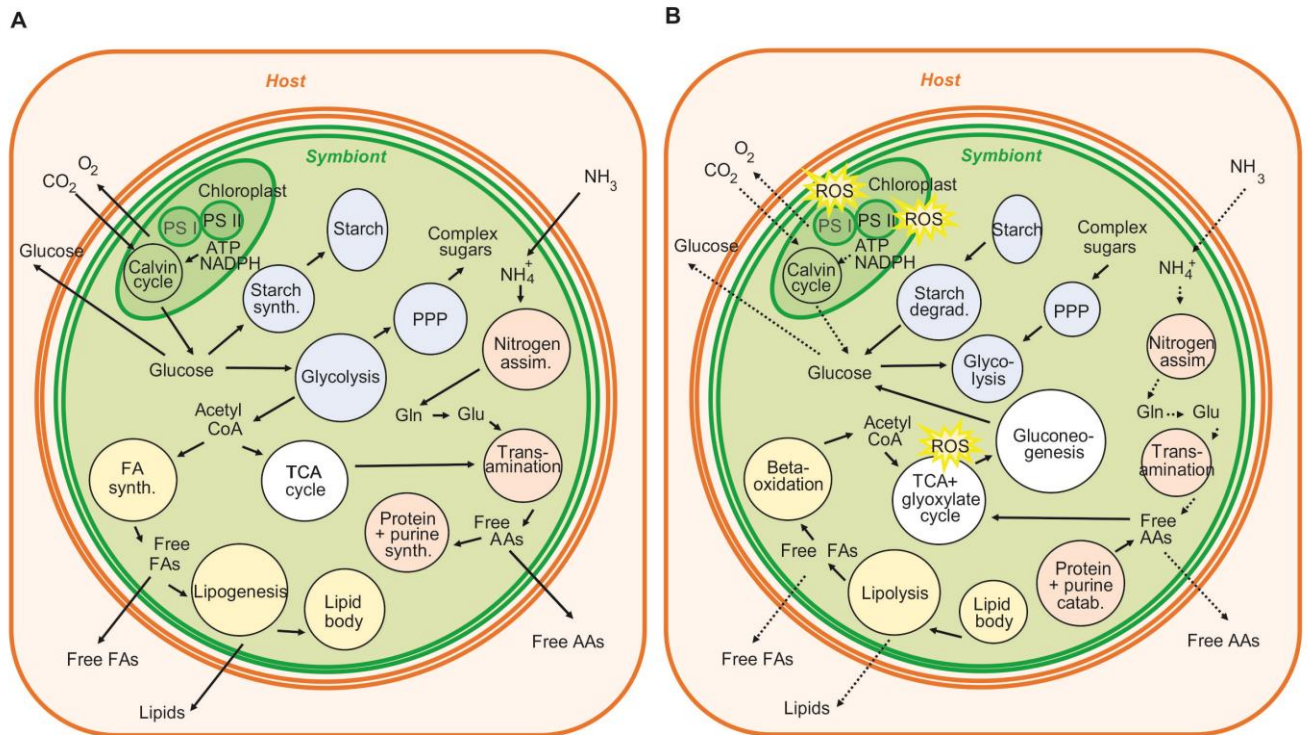 A
Host
Symbiont
O2
CO2
Chloroplast
PS I
PS II
ATP
NADPH
Calvin
cycle
Glucose
Starch
Starch
synth.
Complex
sugars
NH3
NH4+
PPP
Nitrogen
assim.
Glucose
Glycolysis
Acetyl
CoA
Gln
Glu
FA
synth.
TCA
cycle
Trans-
amination
Protein
+ purine
synth.
Free
AAs
Free
FAs
Lipogenesis
Lipid
body
Free FAs
Free AAs
Lipids
B
Host
Symbiont
O2
CO2
ROS
Chloroplast
PS I
PS II
ROS
ATP
NADPH
Calvin
cycle
Glucose
Starch
Starch
degrad.
Complex
sugars
NH3
NH4+
PPP
Nitrogen
assim.
Glucose
Glyco-
lysis
Acetyl
CoA
ROS
Gluconeo-
genesis
Gln
Glu
Beta-
oxidation
TCA+
glyoxylate
cycle
Trans-
amination
Free
AAs
Free FAs
Protein
+ purine
catab.
Lipolysis
Lipid
body
Free FAs
Free AAs
Lipids